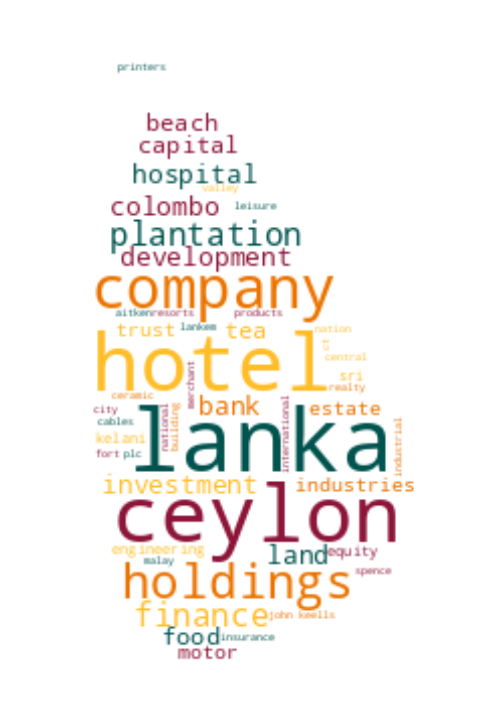 printers
beach
capital
hospital
valley
colombo leisure
plantation
development
company
aitken resorts products
trust lankem tea nation
hotel
central
sri
realty
merchant
ceramic
city
bank estate
cables
national
building
international
industrial
lanka
kelani
fort plc
investment industries
ceylon
engineering land equity
malay
spence
holdings
finance john keells
food insurance
motor